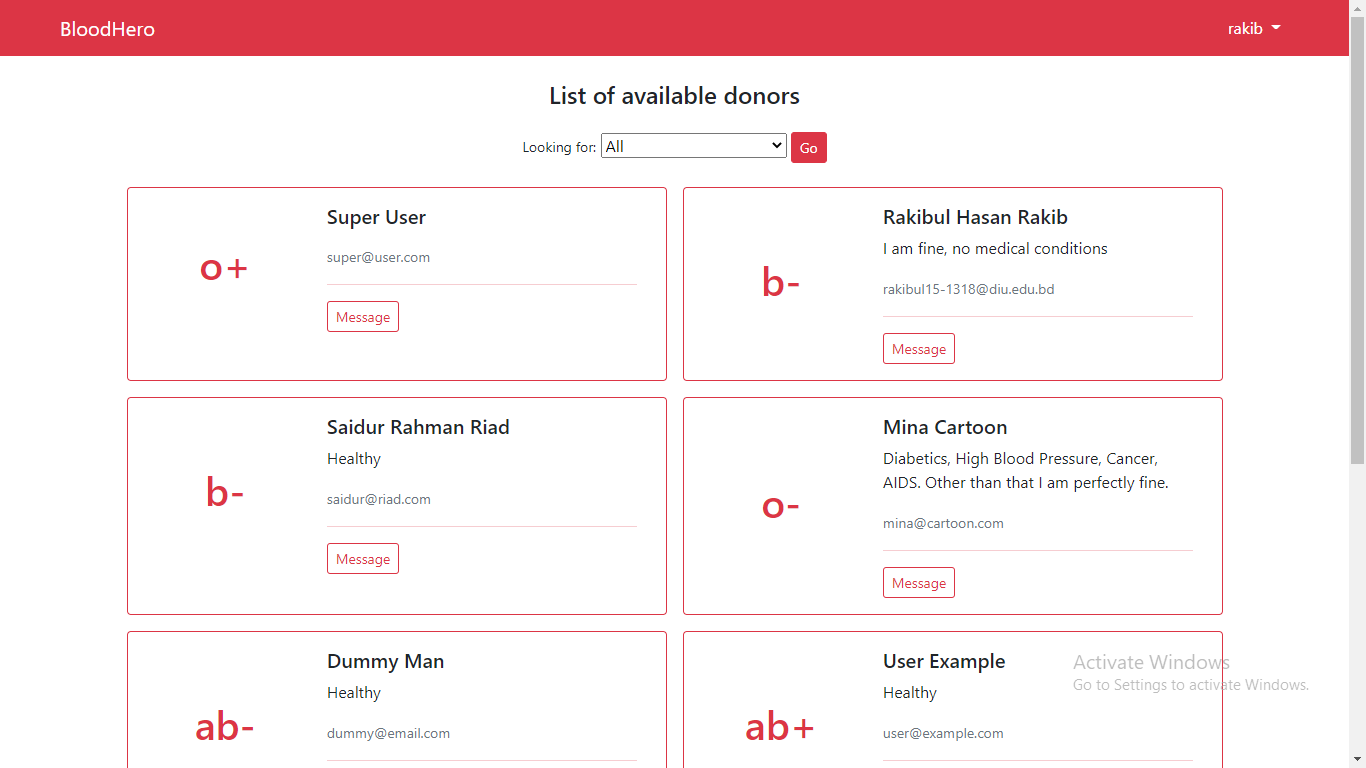 BloodHero
rakib
List of available donors
Looking for: All Go
Super User
super@user.com
Message
o+
Rakibul Hasan Rakib
I am fine, no medical conditions
rakibul15-1318@diu.edu.bd
Message
b-
Saidur Rahman Riad
Healthy
saidur@riad.com
Message
b-
Mina Cartoon
Diabetics, High Blood Pressure, Cancer,
AIDS. Other than that I am perfectly fine.
mina@cartoon.com
Message
o-
Dummy Man
Healthy
dummy@email.com
ab-
User Example
Healthy
user@example.com
ab+
Activate Windows
Go to Settings to activate Windows.